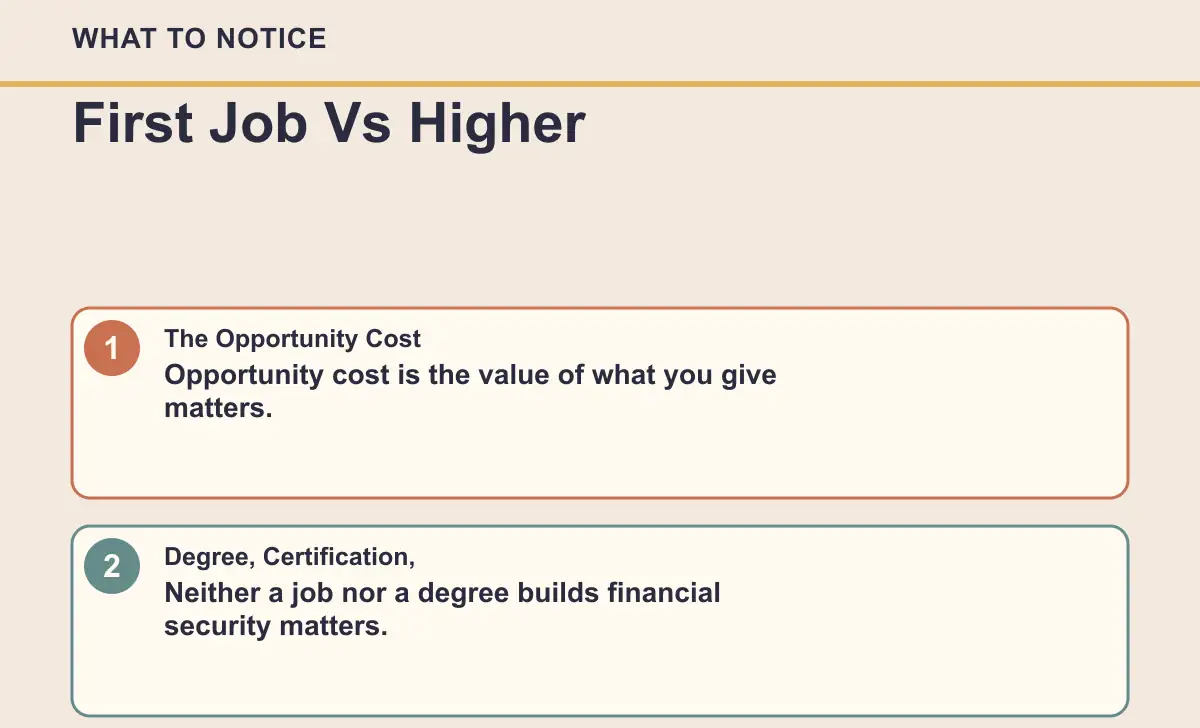 WHAT TO NOTICE
First Job Vs Higher
1
The Opportunity Cost
Opportunity cost is the value of what you give
matters.
2
Degree, Certification,
Neither a job nor a degree builds financial
security matters.